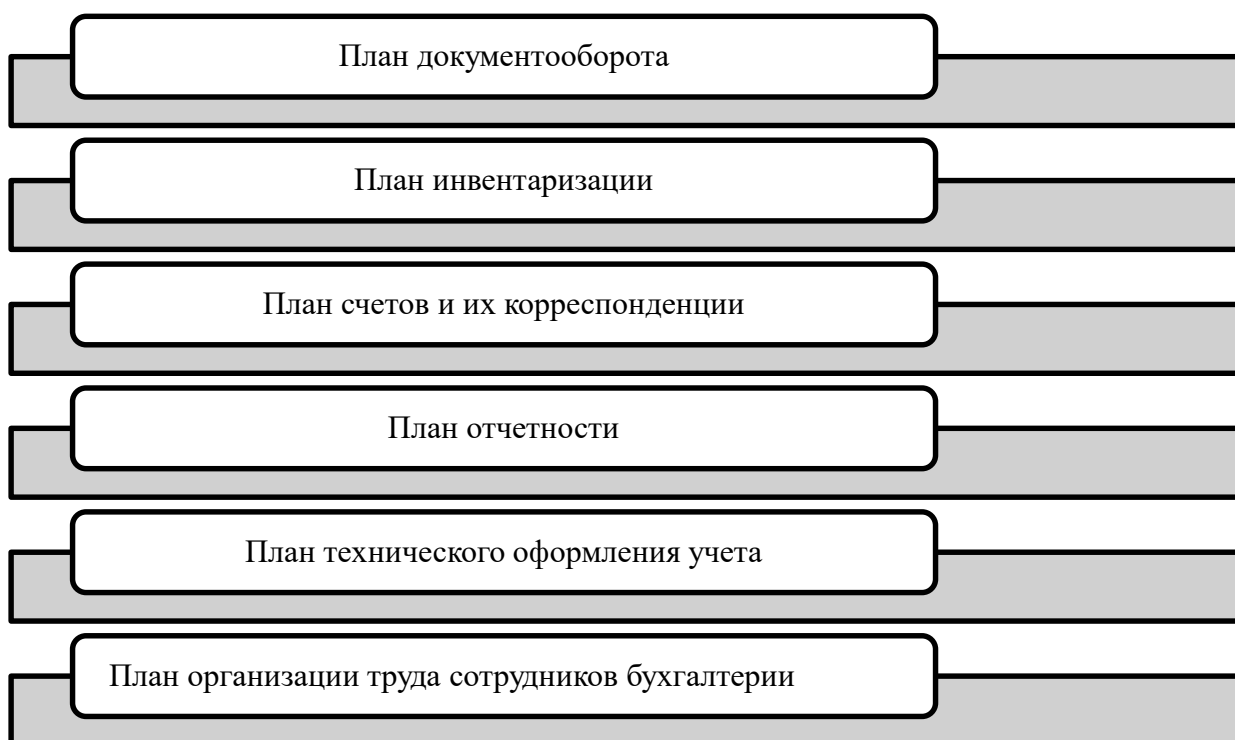 План документооборота
План инвентаризации
План счетов и их корреспонденции
План отчетности
План технического оформления учета
План организации труда сотрудников бухгалтерии